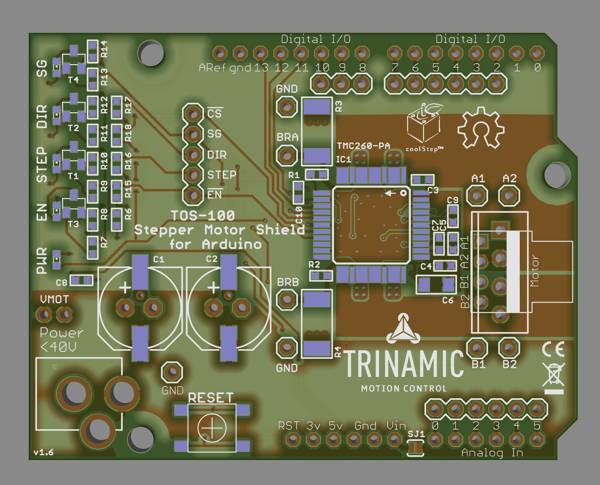 Digital I/O Digital I/O
ARef gnd 13 12 11 10 9 8 7 6 5 4 3 2 1 0
R14
SG
T4
R13
GND
R3
DIR
R12
R17
T2
R11
R18
CS
SG
DIR
STEP
EN
BRA
TMC260-PA
IC1
coolStep™
STEP
T1
R10
R16
R9
R15
R1
C10
C3
A1 A2
EN
T3
R8
R6
R7
C9
C7
C5
C4
C6
TOS-100
Stepper Motor Shield
for Arduino
PWR
C8
C1
C2
R2
BRB
B2 B1 A2 A1
Motor
VMOT
Power
<40V
GND
R4
TRINAMIC
MOTION CONTROL
B1 B2
CE
GND
RESET
RST 3v 5v Gnd Vin
SJ1
0 1 2 3 4 5
Analog In
v1.6